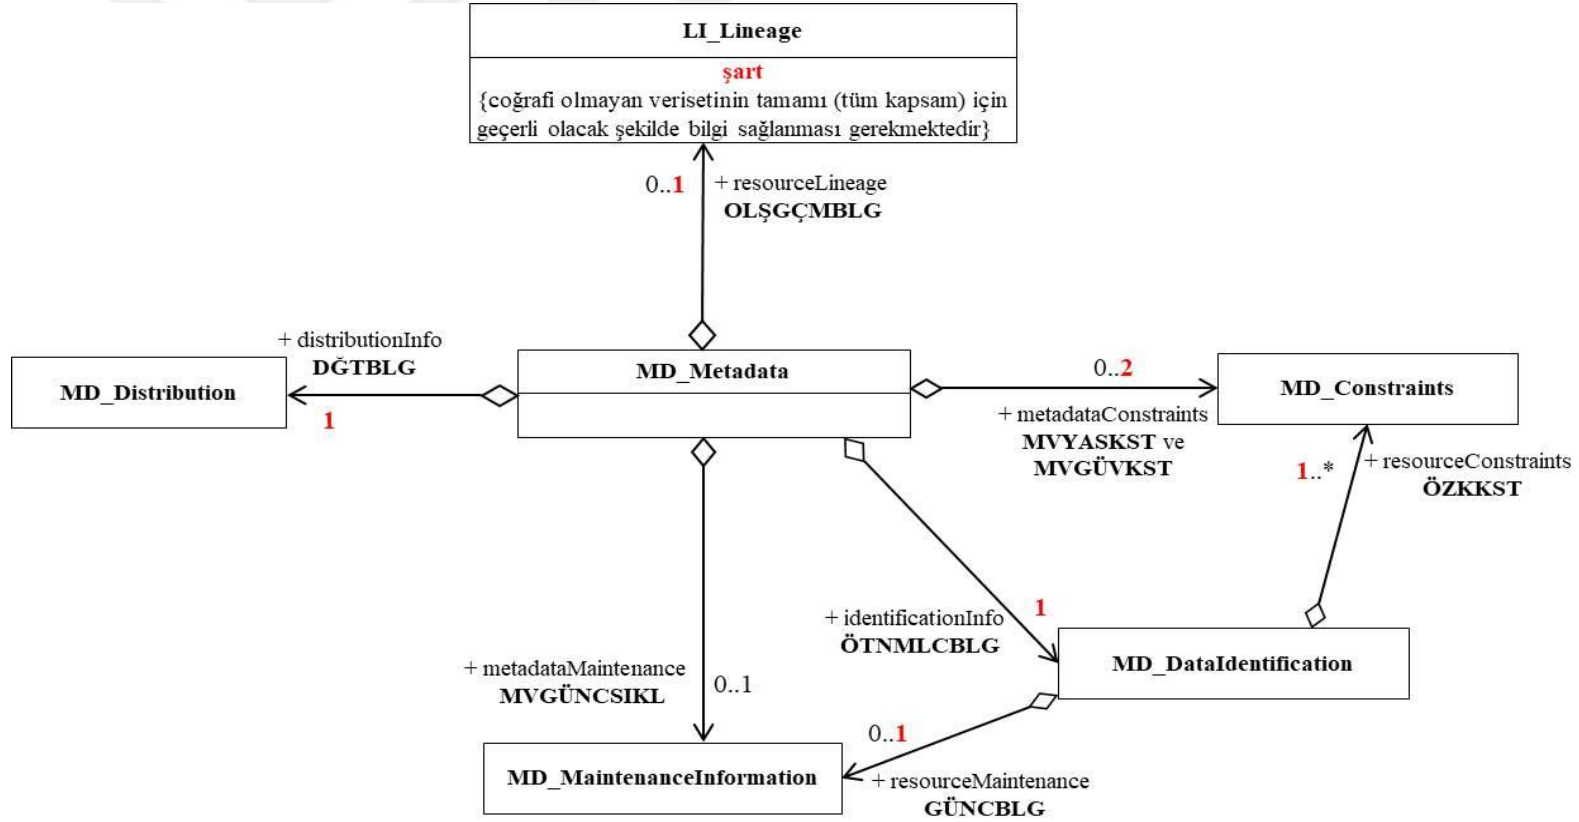 LI_Lineage
şart
{coğrafi olmayan verisetinin tamamı (tüm kapsam) için
geçerli olacak şekilde bilgi sağlanması gerekmektedir}
0..1
+ resourceLineage
OLŞGÇMBLG
+ distributionInfo
DĞTBLG
MD_Distribution
1
MD_Metadata
0..2
+ metadataConstraints
MVYASKST ve
MVGÜVKST
MD_Constraints
1..*
+ resourceConstraints
ÖZKKST
+ identificationInfo
ÖTNMLCBLG
1
MD_DataIdentification
+ metadataMaintenance
MVGÜNCSIKL
0..1
0..1
+ resourceMaintenance
GÜNCBLG
MD_MaintenanceInformation